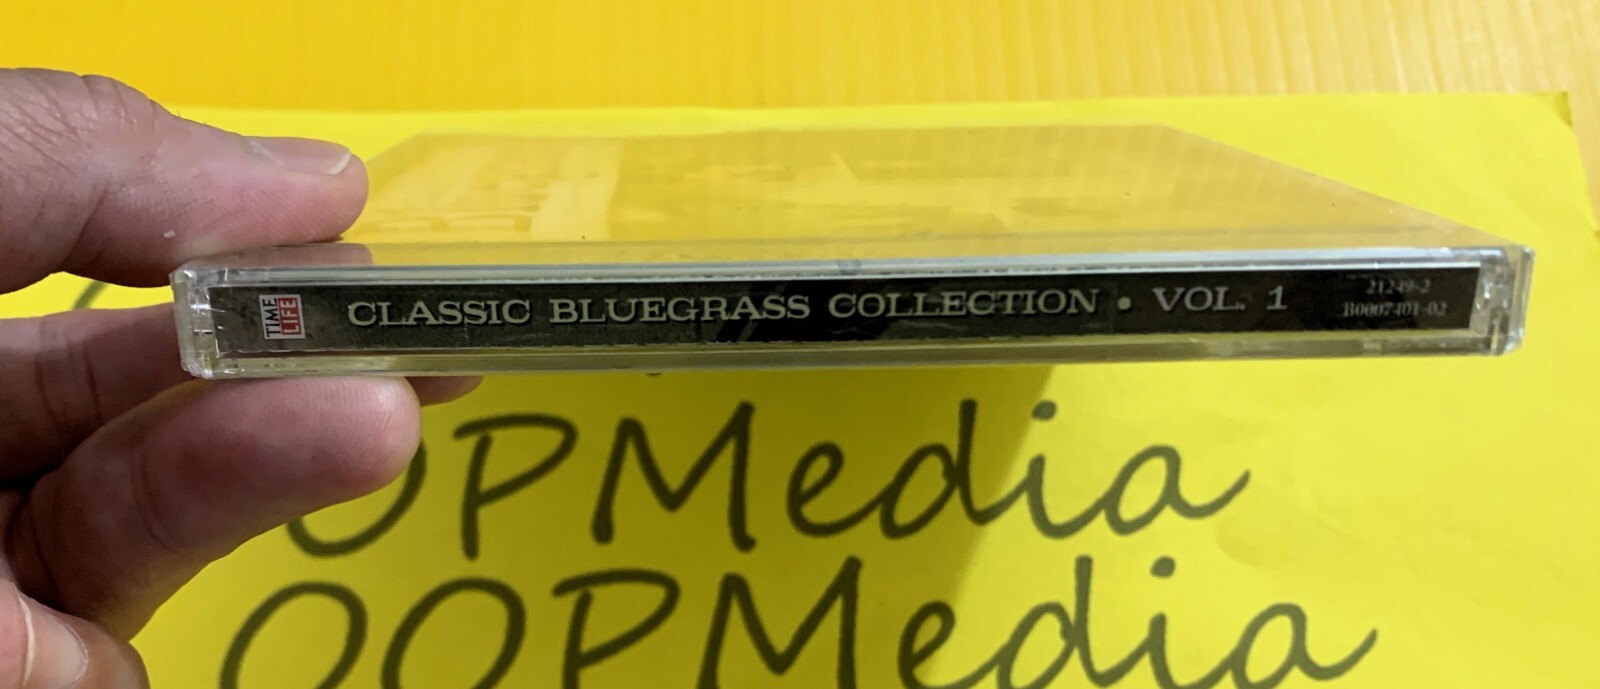 TIME
LIFE
CLASSIC BLUEGRASS COLLECTION • VOL. 1
21249-2
B0007401-02
OPMedia
OOPMedia